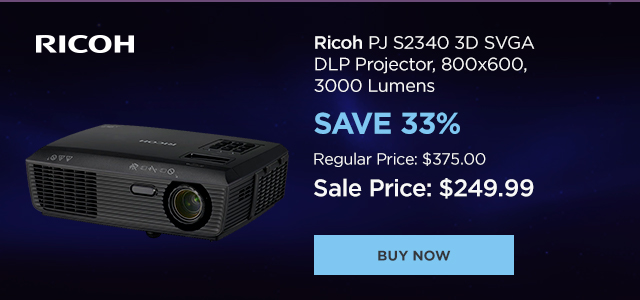 RICOH
Ricoh PJ S2340 3D SVGA
DLP Projector, 800x600,
3000 Lumens
SAVE 33%
Regular Price: $375.00
Sale Price: $249.99
BUY NOW
RICOH